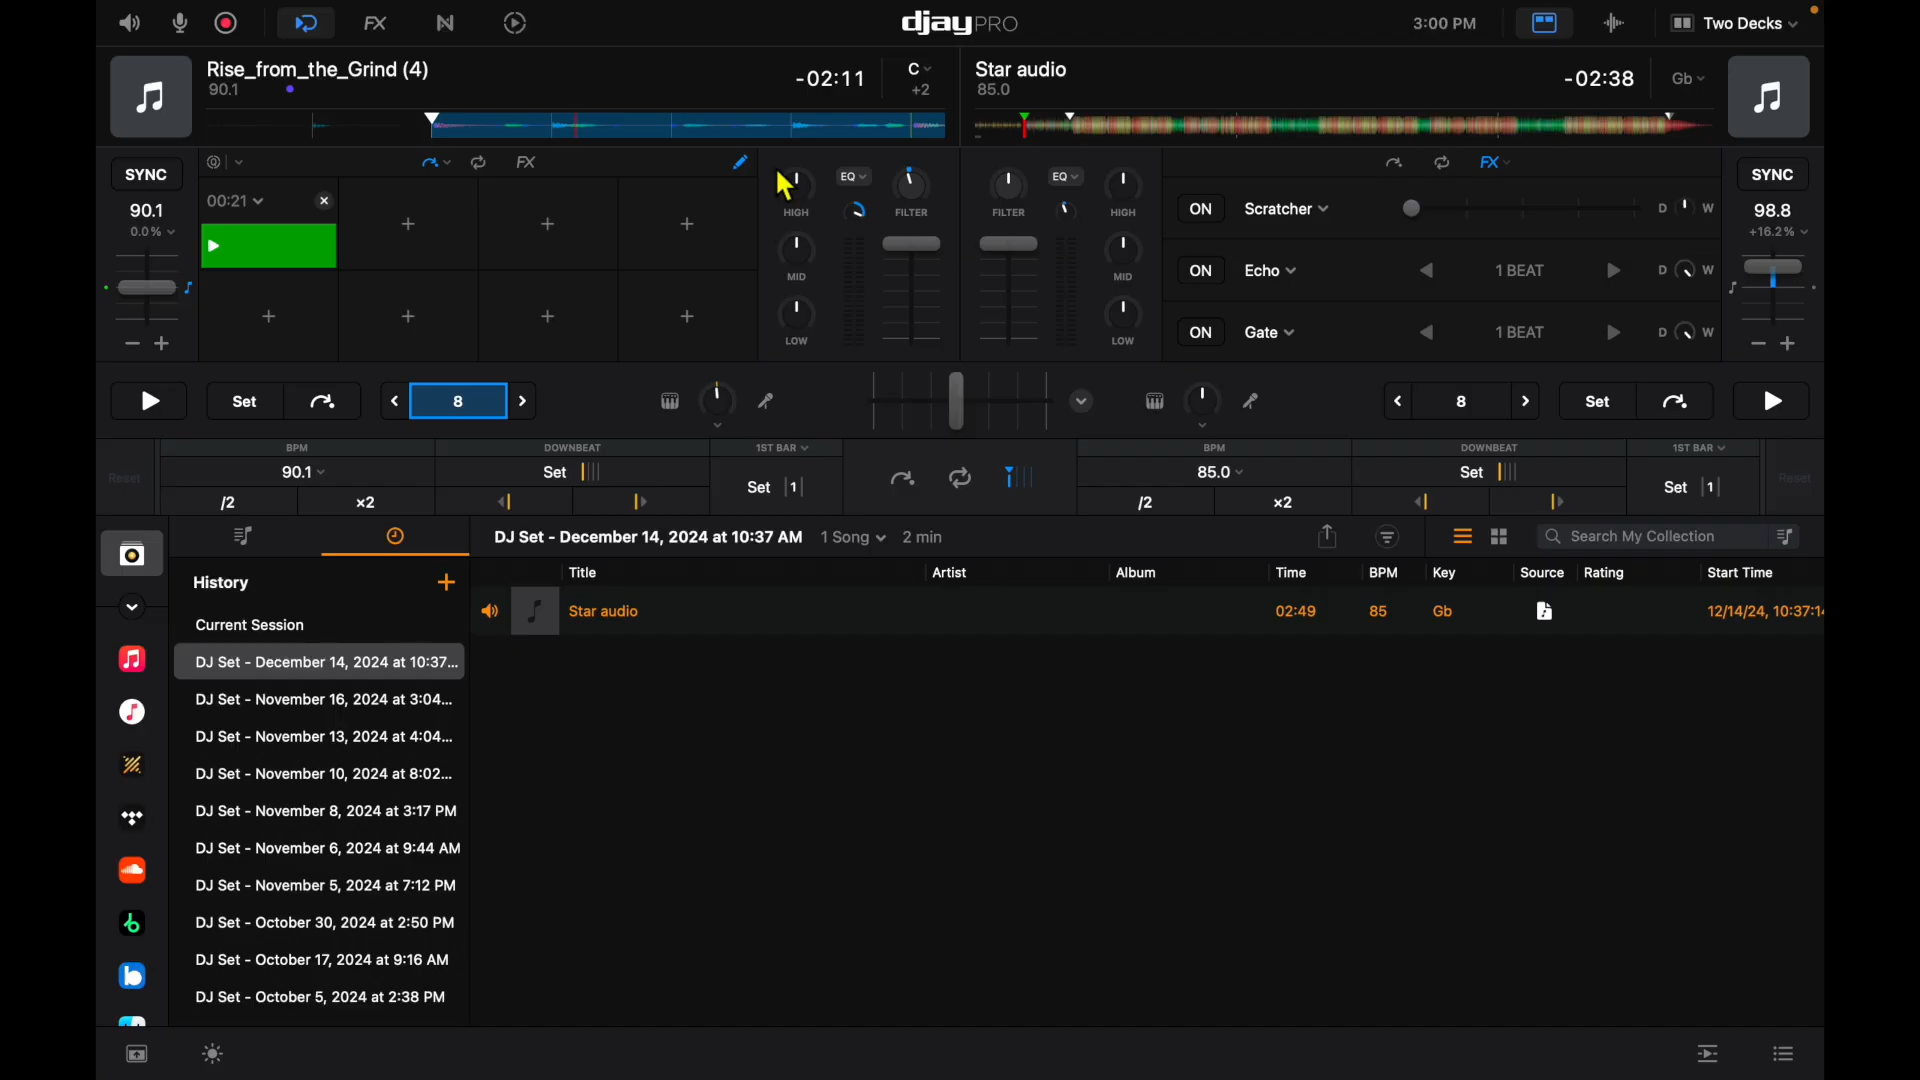 djay PRO
3:00 PM
Two Decks
FX
Rise_from_the_Grind (4)
90.1
-02:11
C
+2
Star audio
85.0
-02:38
Gb
SYNC
90.1
0.0%
FX
00:21
EQ
HIGH
FILTER
MID
LOW
EQ
FILTER
HIGH
MID
LOW
FX
ON
Scratcher
D
W
ON
Echo
1 BEAT
D
W
ON
Gate
1 BEAT
D
W
SYNC
98.8
+16.2%
Set
8
8
Set
Reset
BPM
90.1
/2
x2
DOWNBEAT
Set
1ST BAR
Set
1
BPM
85.0
/2
x2
DOWNBEAT
Set
1ST BAR
Set
1
Reset
DJ Set - December 14, 2024 at 10:37 AM
1 Song
2 min
Search My Collection
History
Current Session
DJ Set - December 14, 2024 at 10:37...
DJ Set - November 16, 2024 at 3:04...
DJ Set - November 13, 2024 at 4:04...
DJ Set - November 10, 2024 at 8:02...
DJ Set - November 8, 2024 at 3:17 PM
DJ Set - November 6, 2024 at 9:44 AM
DJ Set - November 5, 2024 at 7:12 PM
DJ Set - October 30, 2024 at 2:50 PM
DJ Set - October 17, 2024 at 9:16 AM
DJ Set - October 5, 2024 at 2:38 PM
Title
Artist
Album
Time
BPM
Key
Source
Rating
Start Time
Star audio
02:49
85
Gb
12/14/24, 10:37:14